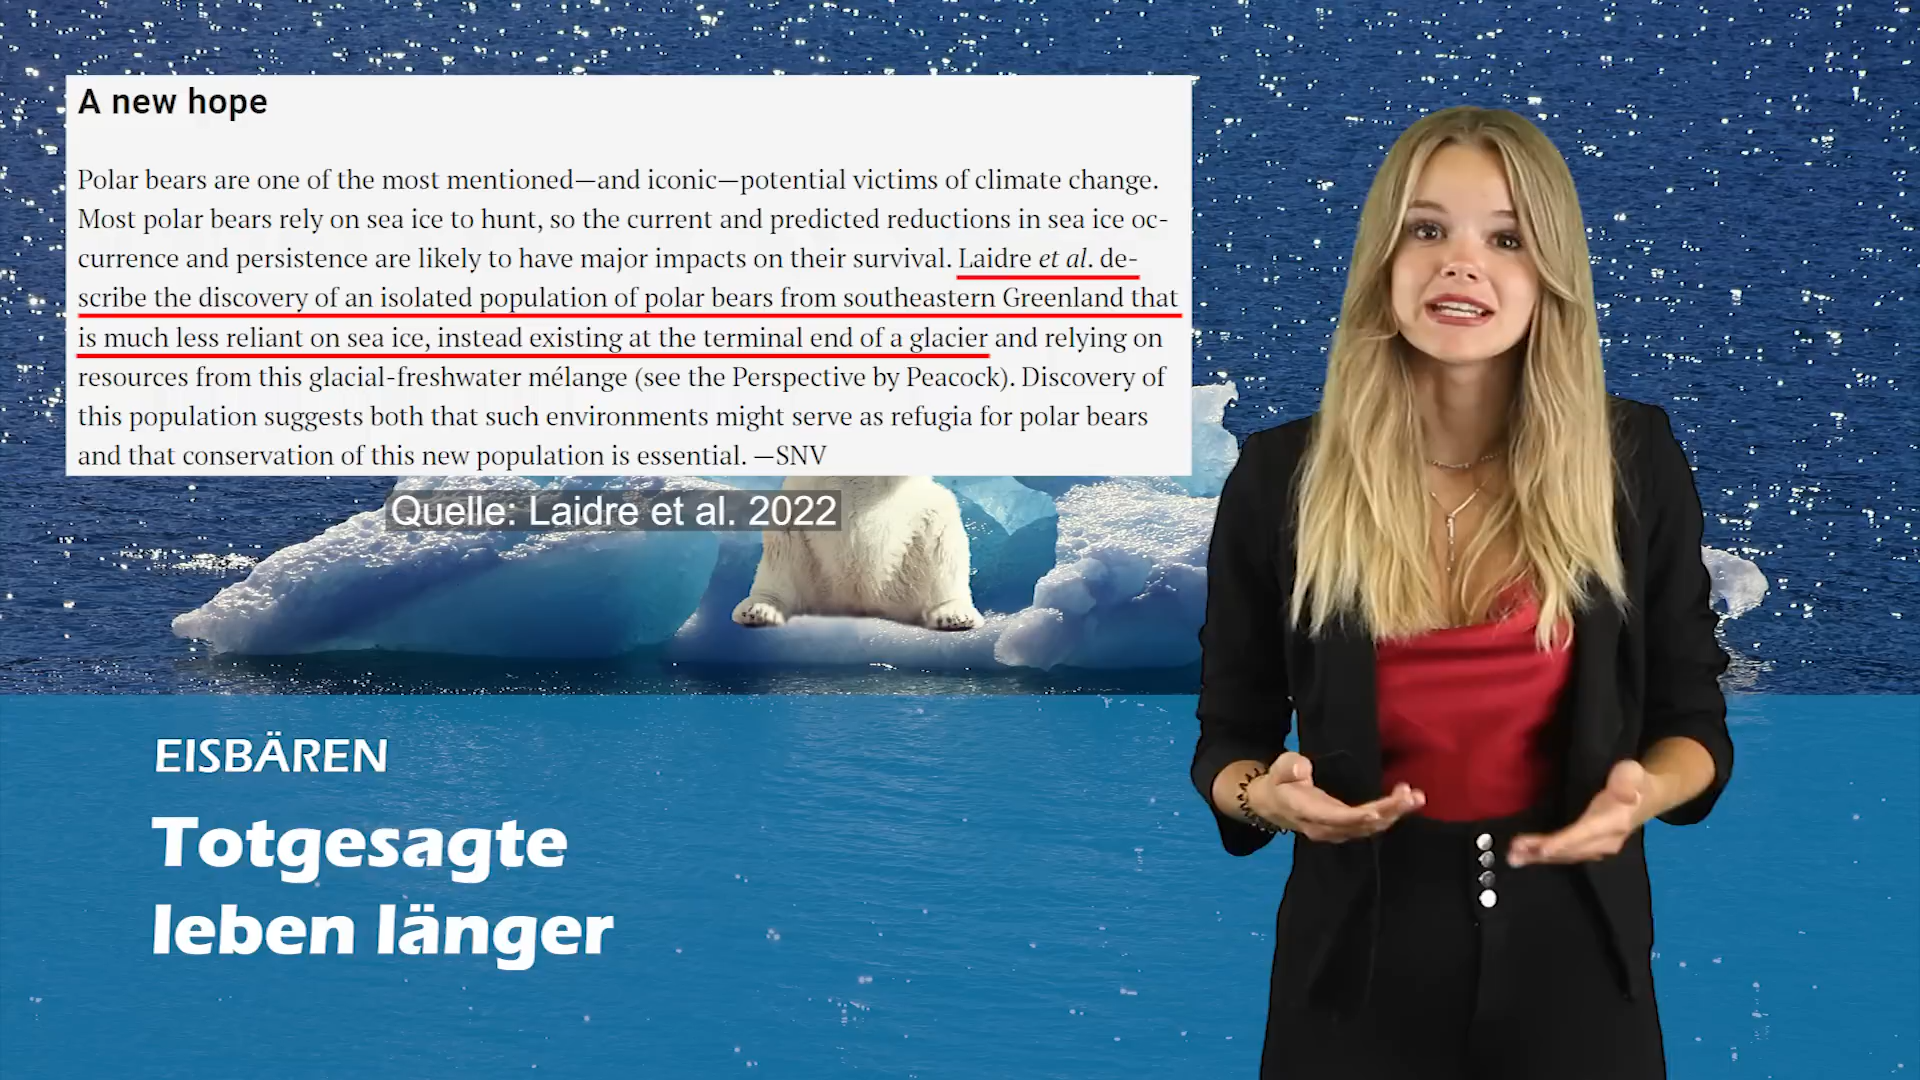 A new hope
Polar bears are one of the most mentioned—and iconic—potential victims of climate change.
Most polar bears rely on sea ice to hunt, so the current and predicted reductions in sea ice oc-
currence and persistence are likely to have major impacts on their survival. Laidre et al. de-
scribe the discovery of an isolated population of polar bears from southeastern Greenland that
is much less reliant on sea ice, instead existing at the terminal end of a glacier and relying on
resources from this glacial-freshwater mélange (see the Perspective by Peacock). Discovery of
this population suggests both that such environments might serve as refugia for polar bears
and that conservation of this new population is essential. —SNV
Quelle: Laidre et al. 2022
EISBÄREN
Totgesagte
leben länger